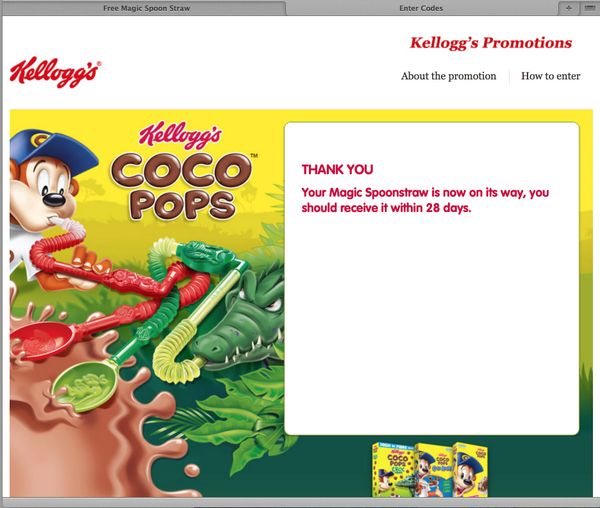 Free Magic Spoon Straw
Enter Codes
Kellogg's Promotions
Kellogg's®
About the promotion
How to enter
Kellogg's
COCO™
POPS
THANK YOU
Your Magic Spoonstraw is now on its way, you
should receive it within 28 days.
COCO
POPS
COCO
POPS